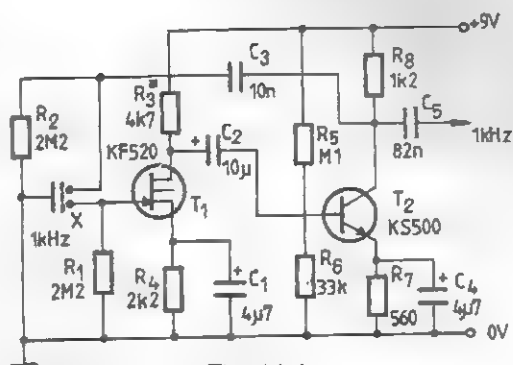 +9V
C3
10n
R8
1k2
R3*
4k7
R2
2M2
KF520
+
C2
10µ
R5
M1
C5
82n
1kHz
T1
T2
KS500
X
1kHz
R1
2M2
R4
2k2
+
C1
4µ7
R6
33k
R7
560
+
C4
4µ7
0V